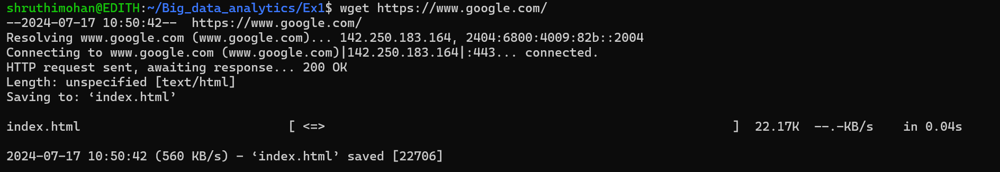 shruthimohan@EDITH:~/Big_data_analytics/Ex1$ wget https://www.google.com/
--2024-07-17 10:50:42--  https://www.google.com/
Resolving www.google.com (www.google.com)... 142.250.183.164, 2404:6800:4009:82b::2004
Connecting to www.google.com (www.google.com)|142.250.183.164|:443... connected.
HTTP request sent, awaiting response... 200 OK
Length: unspecified [text/html]
Saving to: ‘index.html’
index.html                            [ <=>                                                       ]  22.17K  --.-KB/s    in 0.04s
2024-07-17 10:50:42 (560 KB/s) - ‘index.html’ saved [22706]